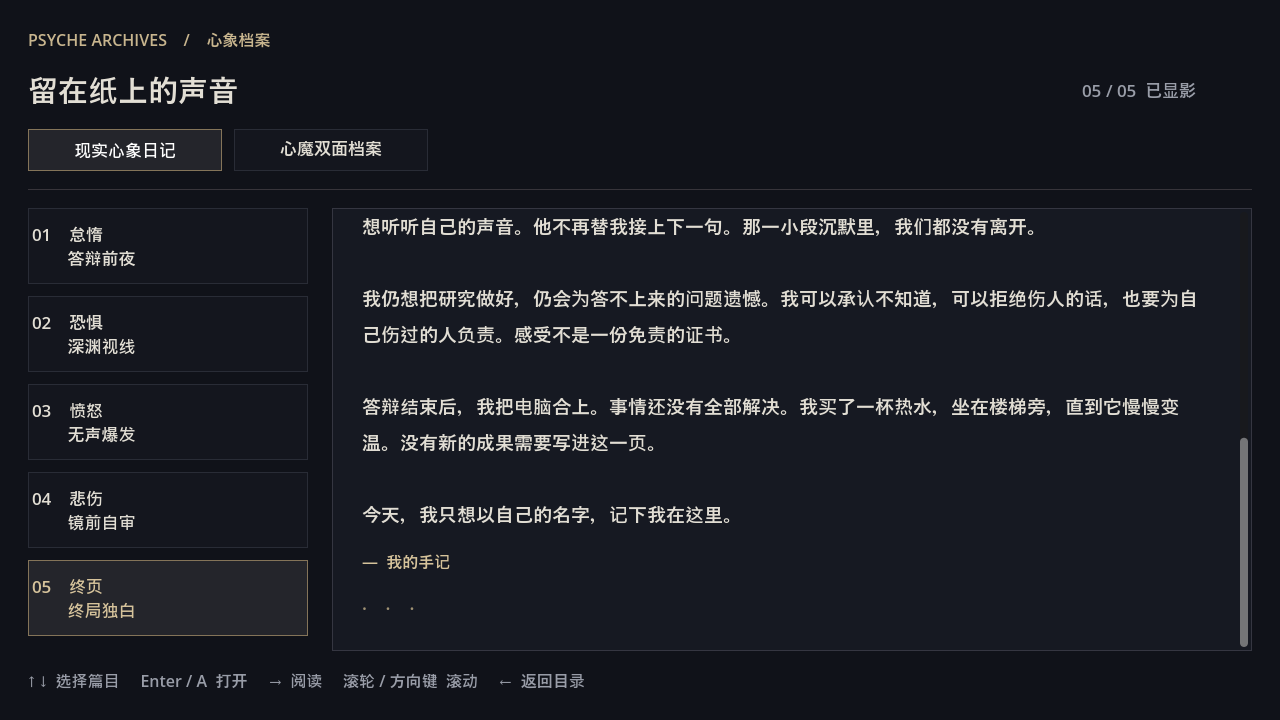 PSYCHE ARCHIVES / 心象档案
留在纸上的声音
05 / 05 已显影
现实心象日记
心魔双面档案
01 怠惰
答辩前夜
02 恐惧
深渊视线
03 愤怒
无声爆发
04 悲伤
镜前自审
05 终页
终局独白
想听听自己的声音。他不再替我接上下一句。那一小段沉默里，我们都没有离开。
我仍想把研究做好，仍会为答不上来的问题遗憾。我可以承认不知道，可以拒绝伤人的话，也要为自
己伤过的人负责。感受不是一份免责的证书。
答辩结束后，我把电脑合上。事情还没有全部解决。我买了一杯热水，坐在楼梯旁，直到它慢慢变
温。没有新的成果需要写进这一页。
今天，我只想以自己的名字，记下我在这里。
— 我的手记
· · ·
↑↓ 选择篇目 Enter / A 打开 → 阅读 滚轮 / 方向键 滚动 ← 返回目录